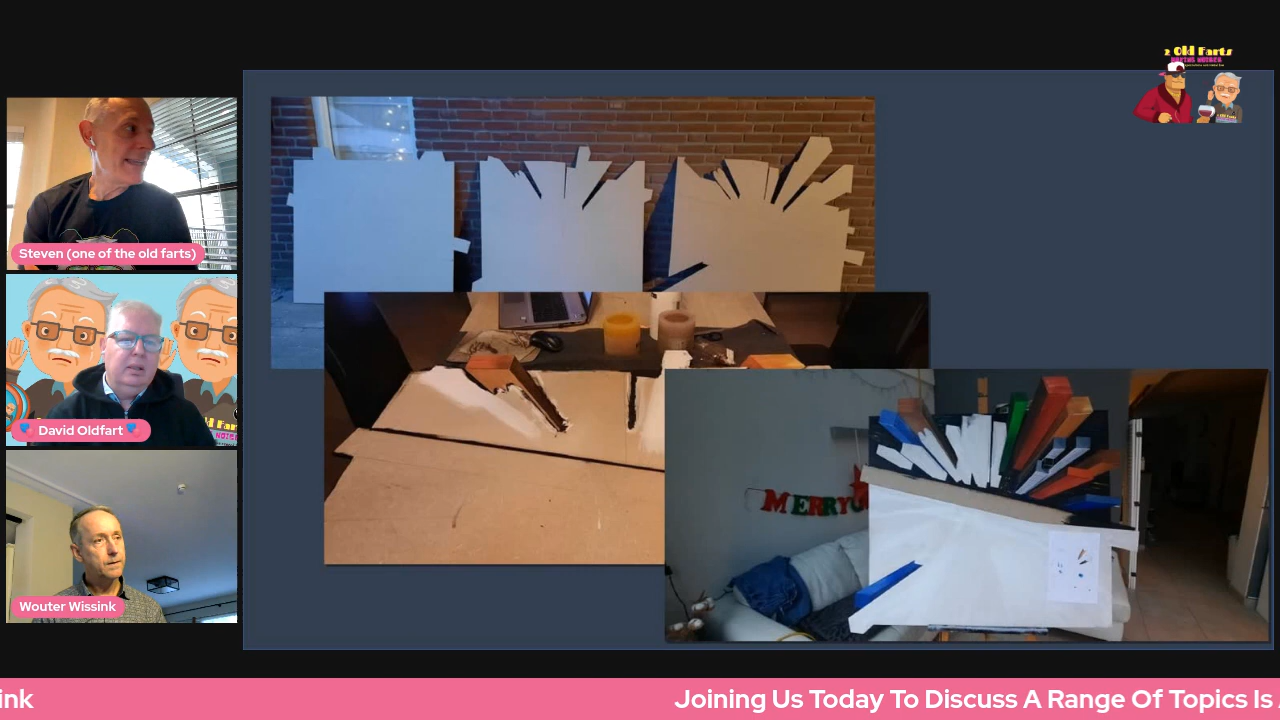 2 Old Farts
Steven (one of the old farts)
David Oldfart
Wouter Wissink
MERRY
ink
Joining Us Today To Discuss A Range Of Topics Is